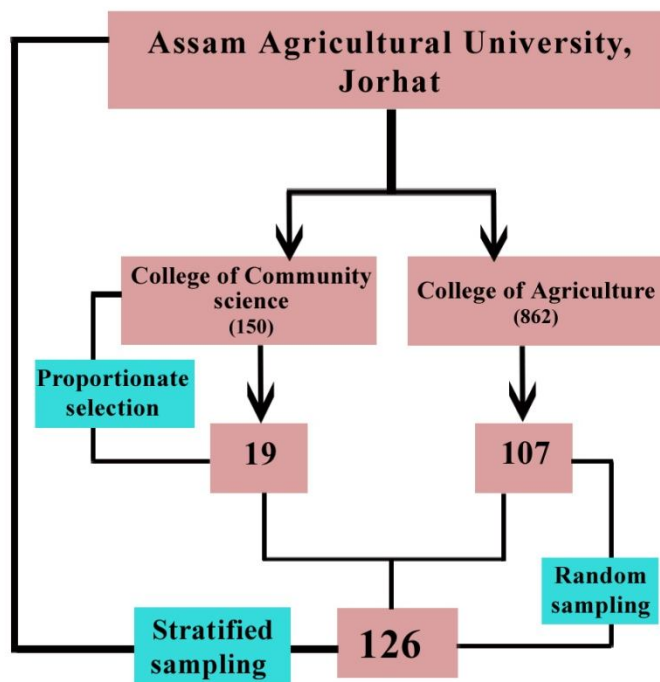 Assam Agricultural University,
Jorhat
College of Community
science
(150)
College of Agriculture
(862)
Proportionate
selection
19
107
Random
sampling
Stratified
sampling
126